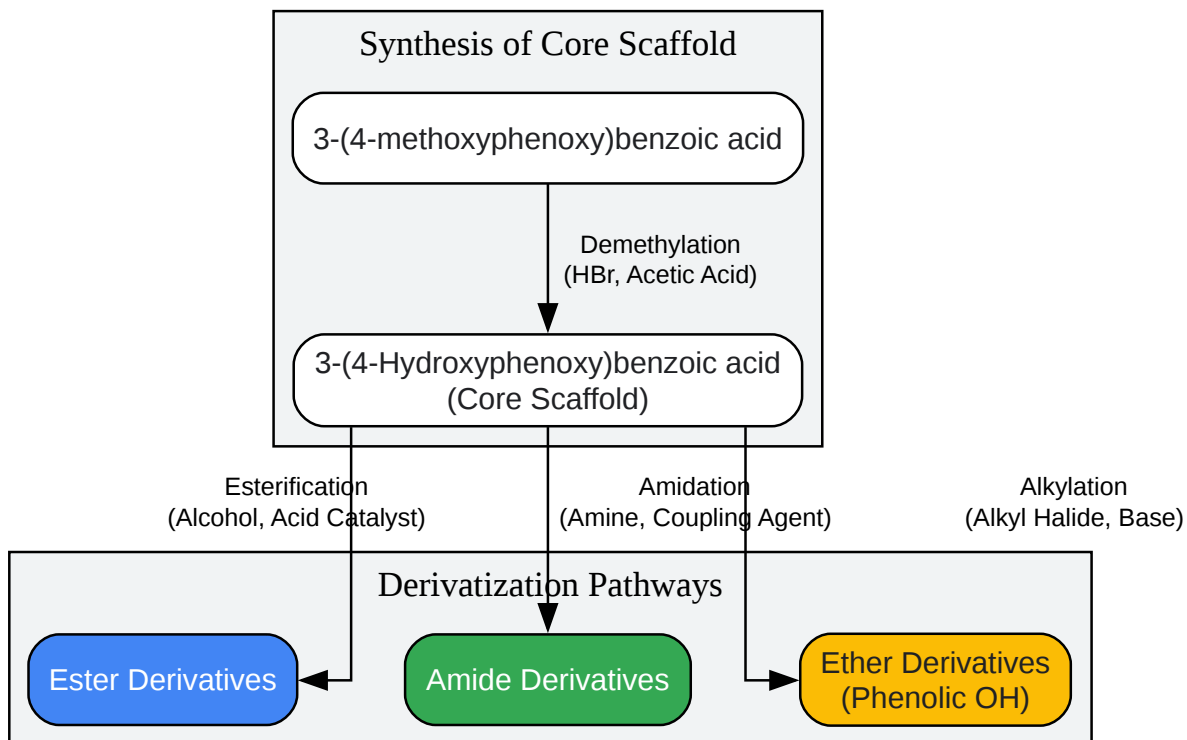 Synthesis of Core Scaffold
3-(4-methoxyphenoxy)benzoic acid
Demethylation
(HBr, Acetic Acid)
3-(4-Hydroxyphenoxy)benzoic acid
(Core Scaffold)
Esterification
(Alcohol, Acid Catalyst)
Amidation
(Amine, Coupling Agent)
Alkylation
(Alkyl Halide, Base)
Derivatization Pathways
Ester Derivatives
Amide Derivatives
Ether Derivatives
(Phenolic OH)